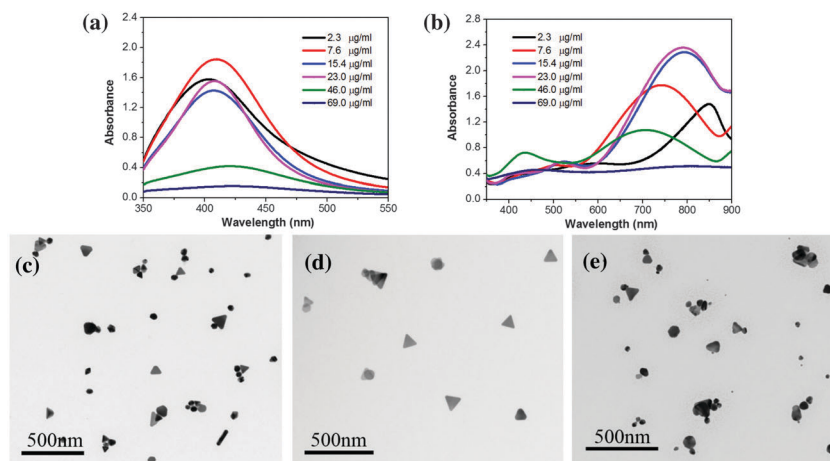 (a)
2.8
2.4
2.0
1.6
1.2
0.8
0.4
0.0
Absorbance
2.3 μg/ml
7.6 μg/ml
15.4 μg/ml
23.0 μg/ml
46.0 μg/ml
69.0 μg/ml
350 400 450 500 550
Wavelength (nm)
(b)
2.8
2.4
2.0
1.6
1.2
0.8
0.4
0.0
Absorbance
2.3 μg/ml
7.6 μg/ml
15.4 μg/ml
23.0 μg/ml
46.0 μg/ml
69.0 μg/ml
400 500 600 700 800 900
Wavelength (nm)
(c)
500nm
(d)
500nm
(e)
500nm